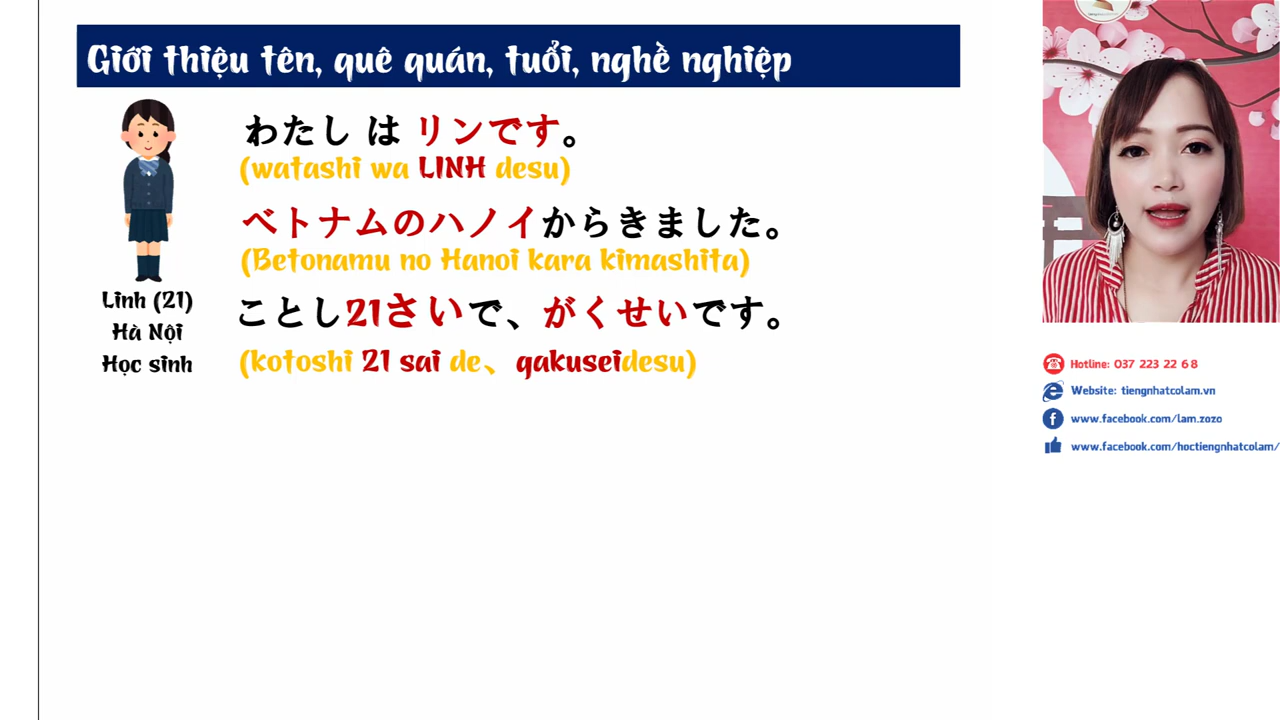 Giới thiệu tên, quê quán, tuổi, nghề nghiệp
わたし は リンです。
(watashi wa LINH desu)
ベトナムのハノイからきました。
(Betonamu no Hanoi kara kimashita)
ことし21さいで、がくせいです。
(kotoshi 21 sai de、gakuseidesu)
Linh (21)
Hà Nội
Học sinh
Hotline: 037 223 22 68
Website: tiengnhatcolam.vn
www.facebook.com/lam.zozo
www.facebook.com/hoctiengnhatcolam/